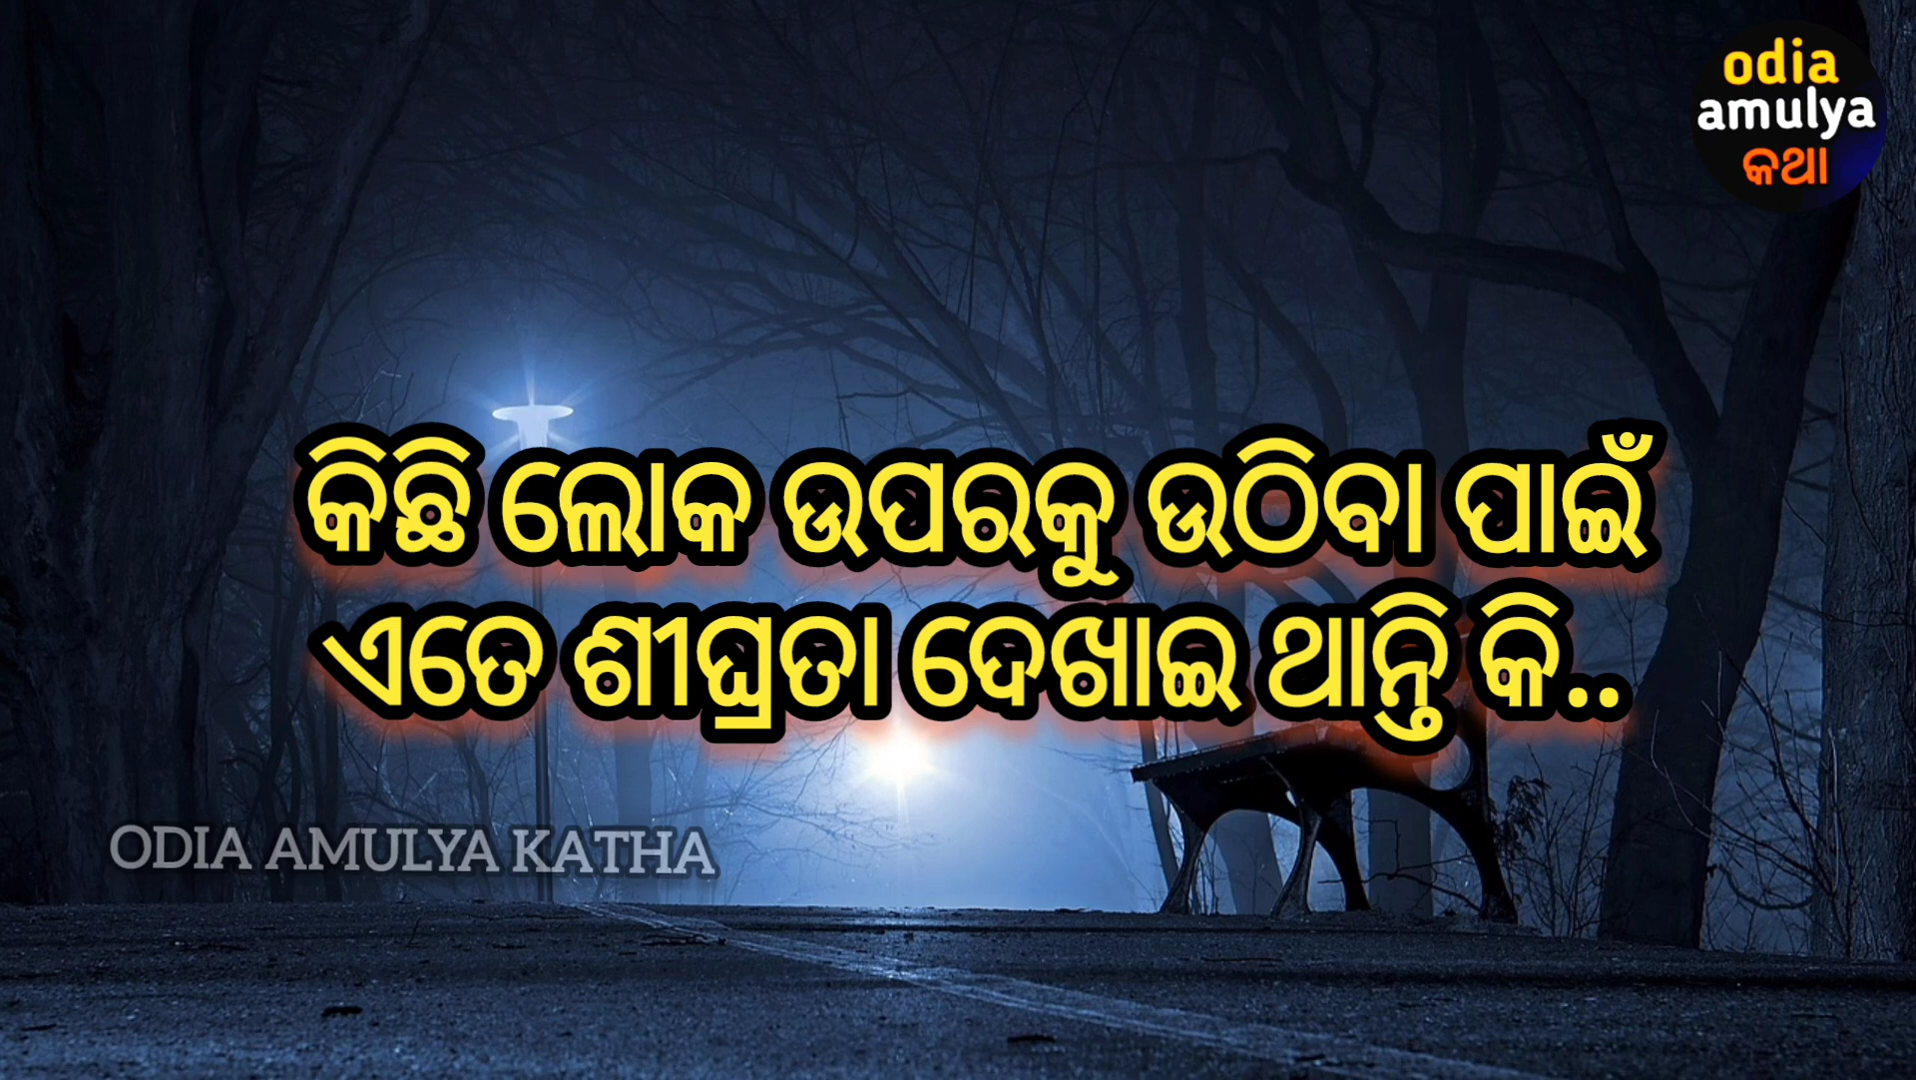 odia
amulya
କଥା
କିଛି ଲୋକ ଉପରକୁ ଉଠିବା ପାଇଁ
ଏତେ ଶୀଘ୍ରତା ଦେଖାଇ ଥାନ୍ତି କି..
ODIA AMULYA KATHA